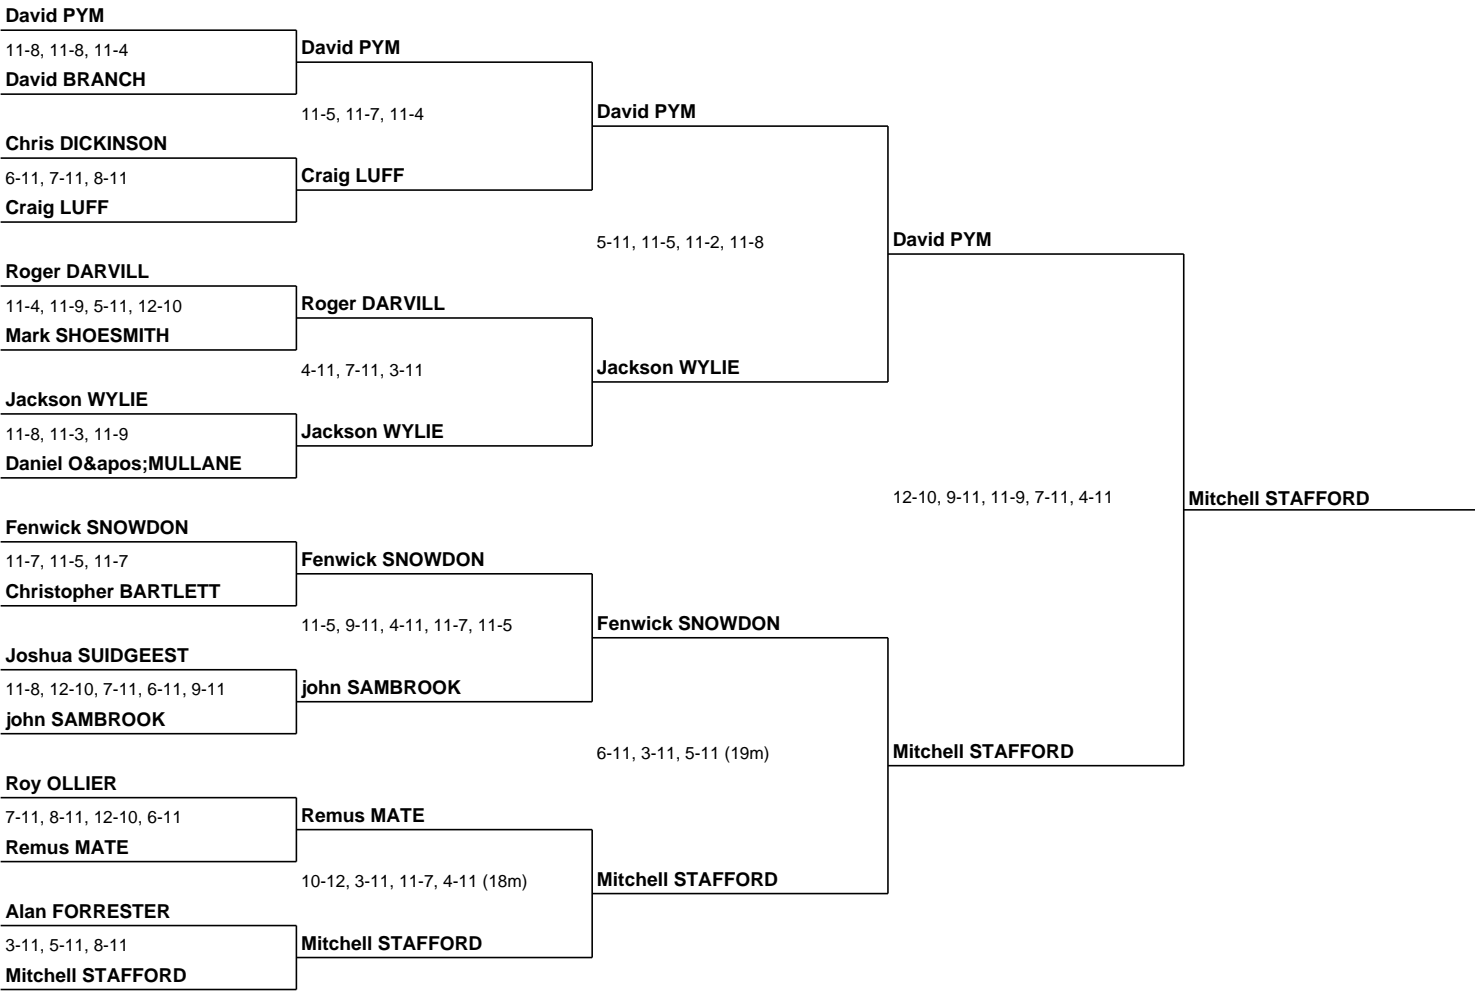 David PYM
11-8, 11-8, 11-4
David BRANCH
Chris DICKINSON
6-11, 7-11, 8-11
Craig LUFF
Roger DARVILL
11-4, 11-9, 5-11, 12-10
Mark SHOESMITH
Jackson WYLIE
11-8, 11-3, 11-9
Daniel O&apos;MULLANE
Fenwick SNOWDON
11-7, 11-5, 11-7
Christopher BARTLETT
Joshua SUIDGEEST
11-8, 12-10, 7-11, 6-11, 9-11
john SAMBROOK
Roy OLLIER
7-11, 8-11, 12-10, 6-11
Remus MATE
Alan FORRESTER
3-11, 5-11, 8-11
Mitchell STAFFORD
David PYM
11-5, 11-7, 11-4
Craig LUFF
Roger DARVILL
4-11, 7-11, 3-11
Jackson WYLIE
Fenwick SNOWDON
11-5, 9-11, 4-11, 11-7, 11-5
john SAMBROOK
Remus MATE
10-12, 3-11, 11-7, 4-11 (18m)
Mitchell STAFFORD
David PYM
5-11, 11-5, 11-2, 11-8
Jackson WYLIE
Fenwick SNOWDON
6-11, 3-11, 5-11 (19m)
Mitchell STAFFORD
David PYM
12-10, 9-11, 11-9, 7-11, 4-11
Mitchell STAFFORD
Mitchell STAFFORD